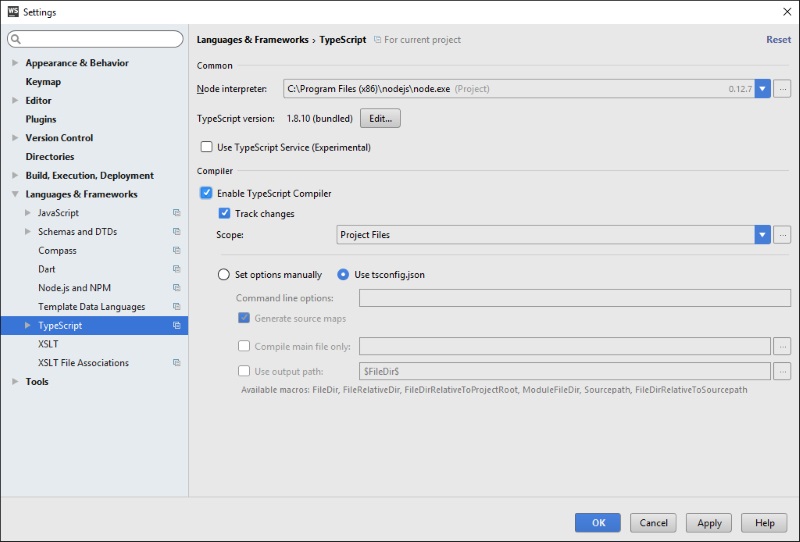 WS Settings
Languages & Frameworks › TypeScript For current project Reset
Appearance & Behavior
Keymap
Editor
Plugins
Version Control
Directories
Build, Execution, Deployment
Languages & Frameworks
JavaScript
Schemas and DTDs
Compass
Dart
Node.js and NPM
Template Data Languages
TypeScript
XSLT
XSLT File Associations
Tools
Common
Node interpreter: C:\Program Files (x86)\nodejs\node.exe (Project) 0.12.7 ...
TypeScript version: 1.8.10 (bundled) Edit...
Use TypeScript Service (Experimental)
Compiler
Enable TypeScript Compiler
Track changes
Scope: Project Files ...
Set options manually Use tsconfig.json
Command line options:
Generate source maps
Compile main file only: ...
Use output path: $FileDir$ ...
Available macros: FileDir, FileRelativeDir, FileDirRelativeToProjectRoot, ModuleFileDir, Sourcepath, FileDirRelativeToSourcepath
OK Cancel Apply Help